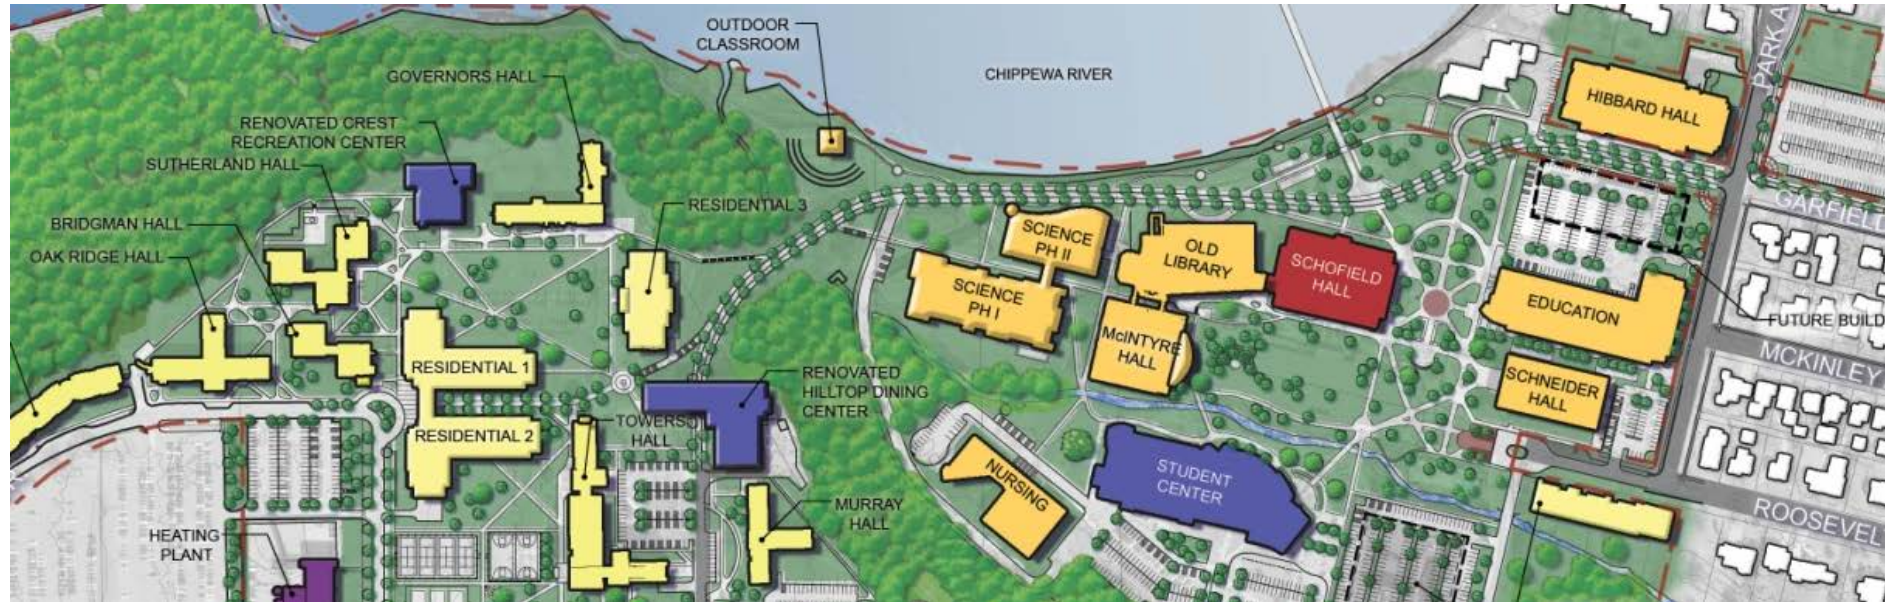 OUTDOOR
CLASSROOM
CHIPPEWA RIVER
PARK A
GOVERNORS HALL
HIBBARD HALL
RENOVATED CREST
RECREATION CENTER
SUTHERLAND HALL
RESIDENTIAL 3
GARFIELD
BRIDGMAN HALL
OAK RIDGE HALL
SCIENCE
PH II
OLD
LIBRARY
SCHOFIELD
HALL
SCIENCE
PH I
EDUCATION
FUTURE BUILD
McINTYRE
HALL
MCKINLEY
RESIDENTIAL 1
RENOVATED
HILLTOP DINING
CENTER
SCHNEIDER
HALL
TOWERS
HALL
RESIDENTIAL 2
NURSING
STUDENT
CENTER
MURRAY
HALL
ROOSEVEL
HEATING
PLANT